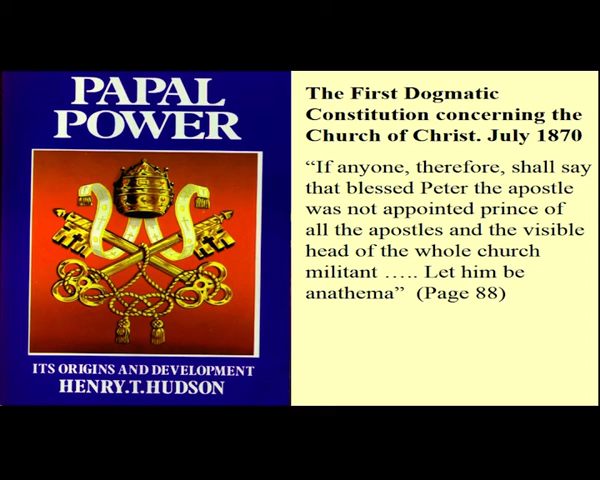 PAPAL
POWER
ITS ORIGINS AND DEVELOPMENT
HENRY.T.HUDSON
The First Dogmatic
Constitution concerning the
Church of Christ. July 1870
“If anyone, therefore, shall say
that blessed Peter the apostle
was not appointed prince of
all the apostles and the visible
head of the whole church
militant ….. Let him be
anathema” (Page 88)